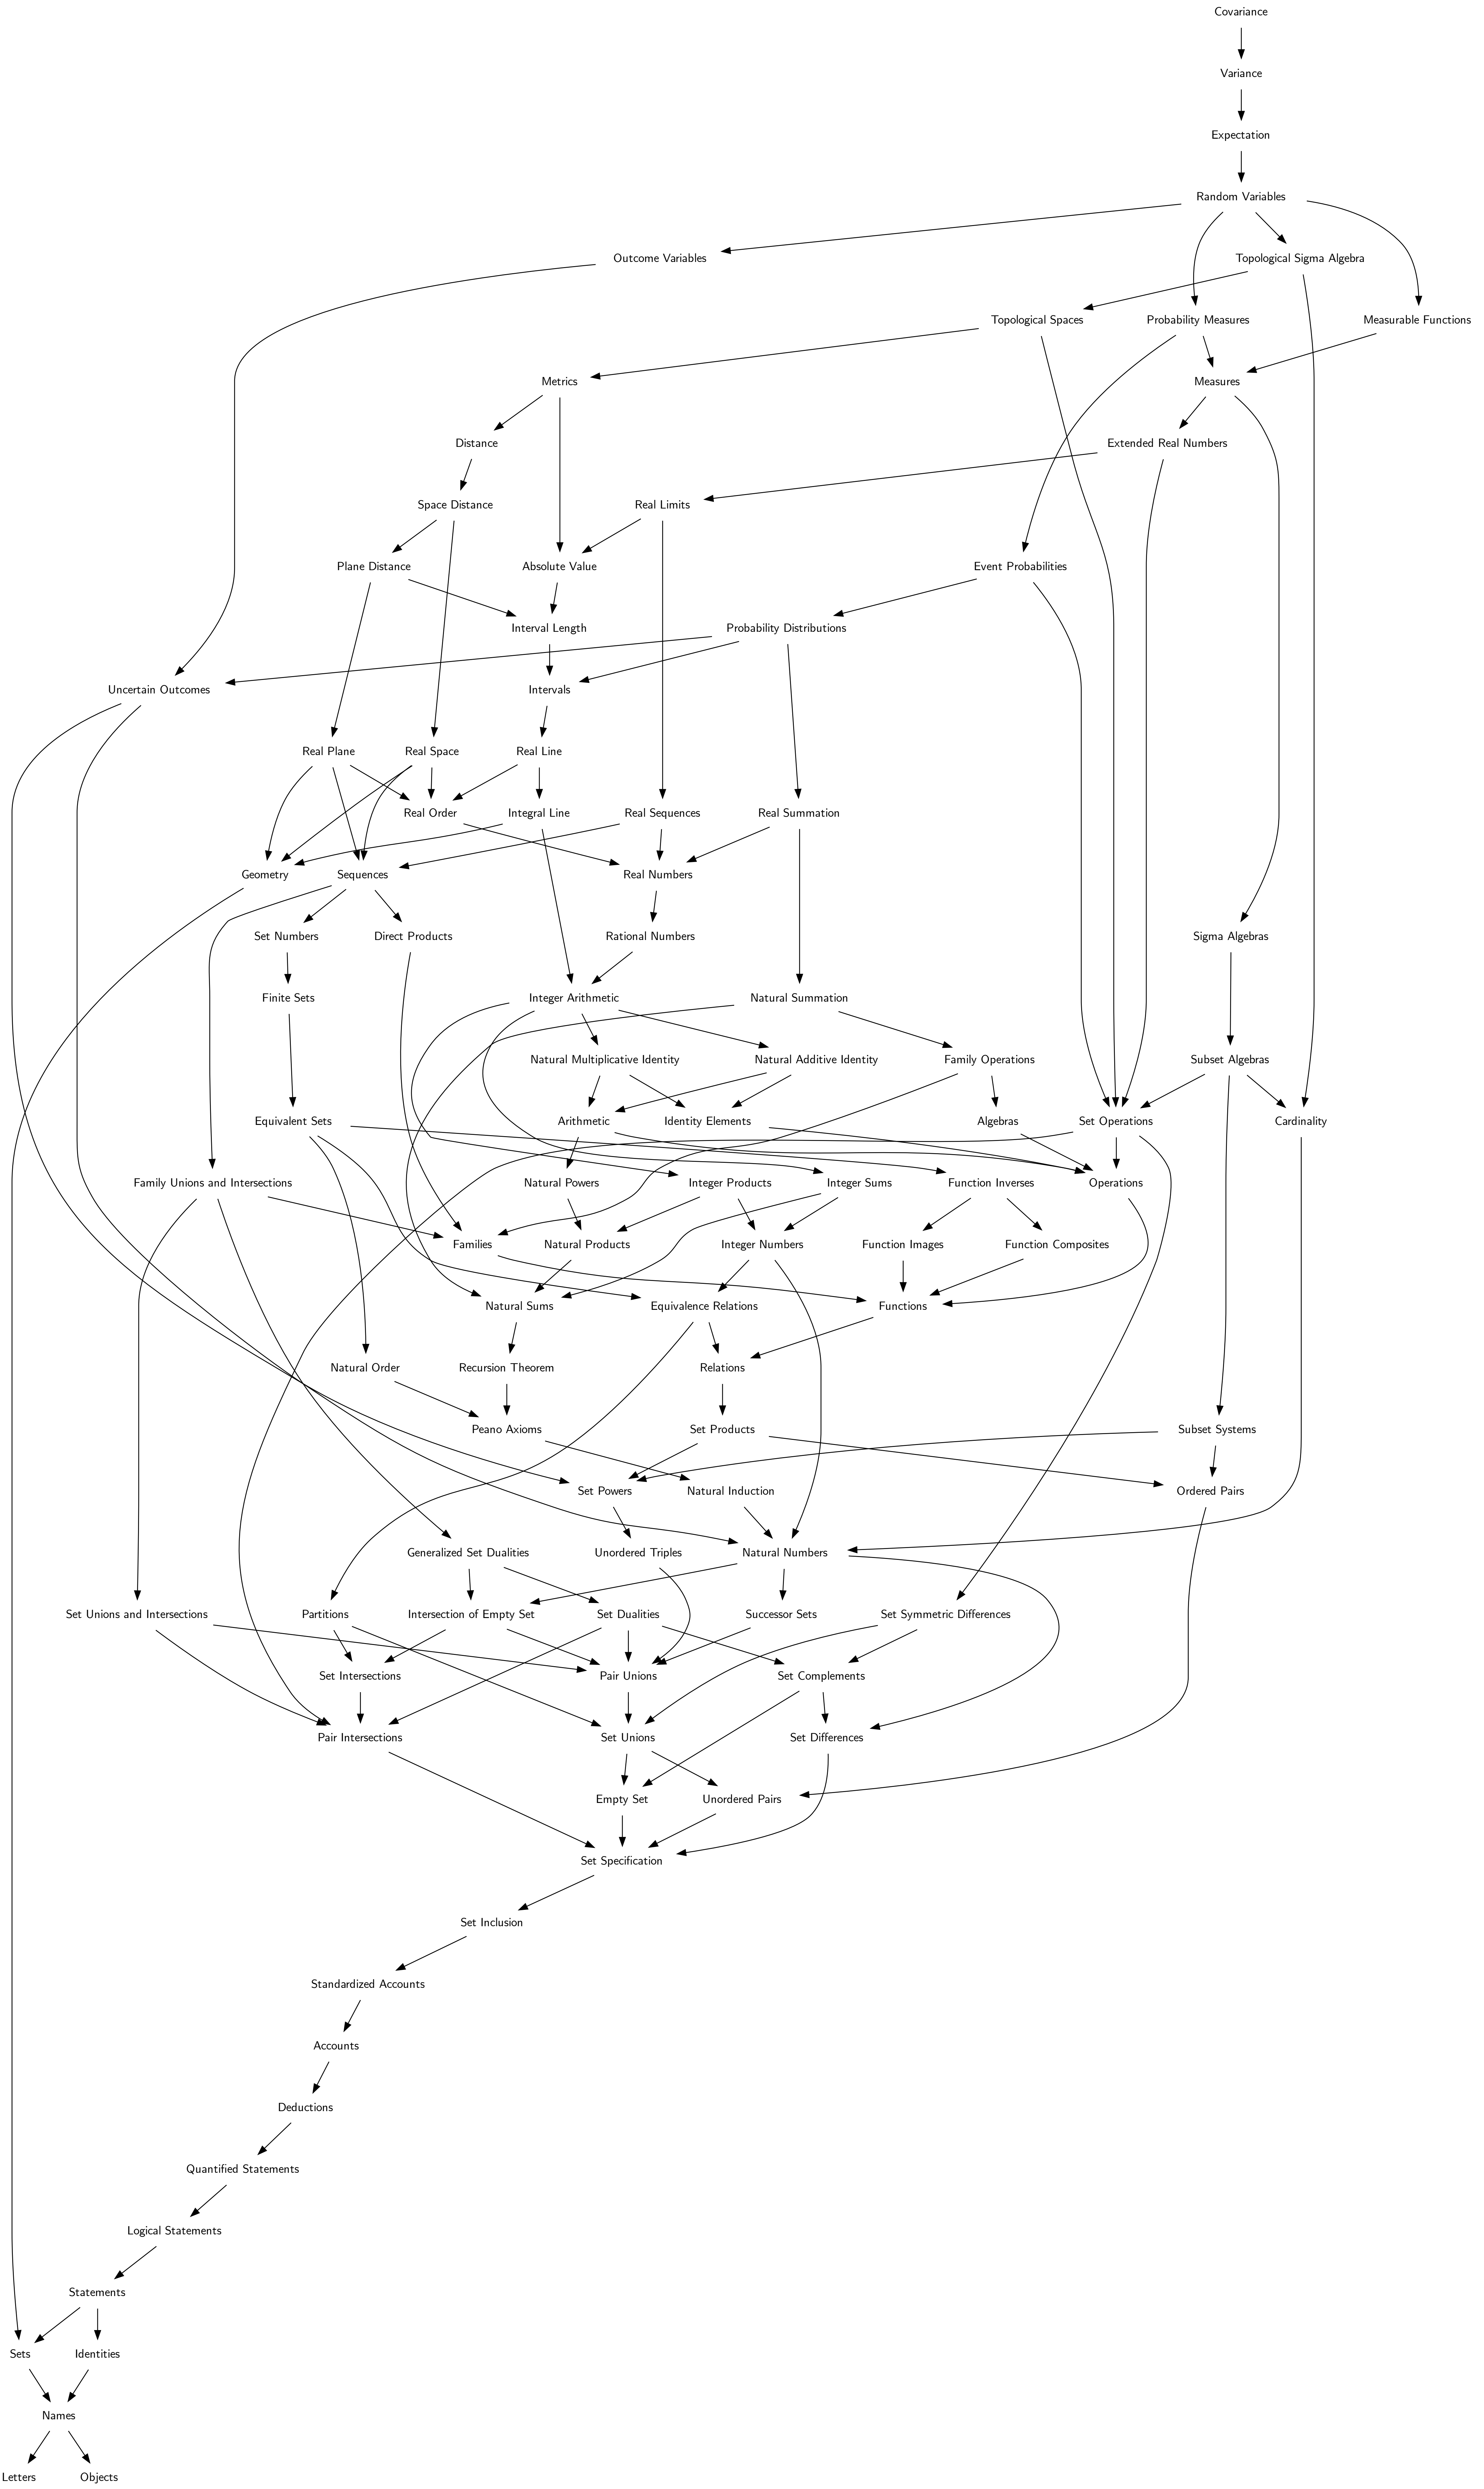 Covariance
Variance
Expectation
Random Variables
Outcome Variables
Topological Sigma Algebra
Topological Spaces
Probability Measures
Measurable Functions
Metrics
Measures
Distance
Extended Real Numbers
Space Distance
Real Limits
Plane Distance
Absolute Value
Event Probabilities
Interval Length
Probability Distributions
Uncertain Outcomes
Intervals
Real Plane
Real Space
Real Line
Real Order
Integral Line
Real Sequences
Real Summation
Geometry
Sequences
Real Numbers
Set Numbers
Direct Products
Rational Numbers
Sigma Algebras
Finite Sets
Integer Arithmetic
Natural Summation
Natural Multiplicative Identity
Natural Additive Identity
Family Operations
Subset Algebras
Equivalent Sets
Arithmetic
Identity Elements
Algebras
Set Operations
Cardinality
Family Unions and Intersections
Natural Powers
Integer Products
Integer Sums
Function Inverses
Operations
Families
Natural Products
Integer Numbers
Function Images
Function Composites
Natural Sums
Equivalence Relations
Functions
Natural Order
Recursion Theorem
Relations
Peano Axioms
Set Products
Subset Systems
Set Powers
Natural Induction
Ordered Pairs
Generalized Set Dualities
Unordered Triples
Natural Numbers
Set Unions and Intersections
Partitions
Intersection of Empty Set
Set Dualities
Successor Sets
Set Symmetric Differences
Set Intersections
Pair Unions
Set Complements
Pair Intersections
Set Unions
Set Differences
Empty Set
Unordered Pairs
Set Specification
Set Inclusion
Standardized Accounts
Accounts
Deductions
Quantified Statements
Logical Statements
Statements
Sets
Identities
Names
Letters
Objects